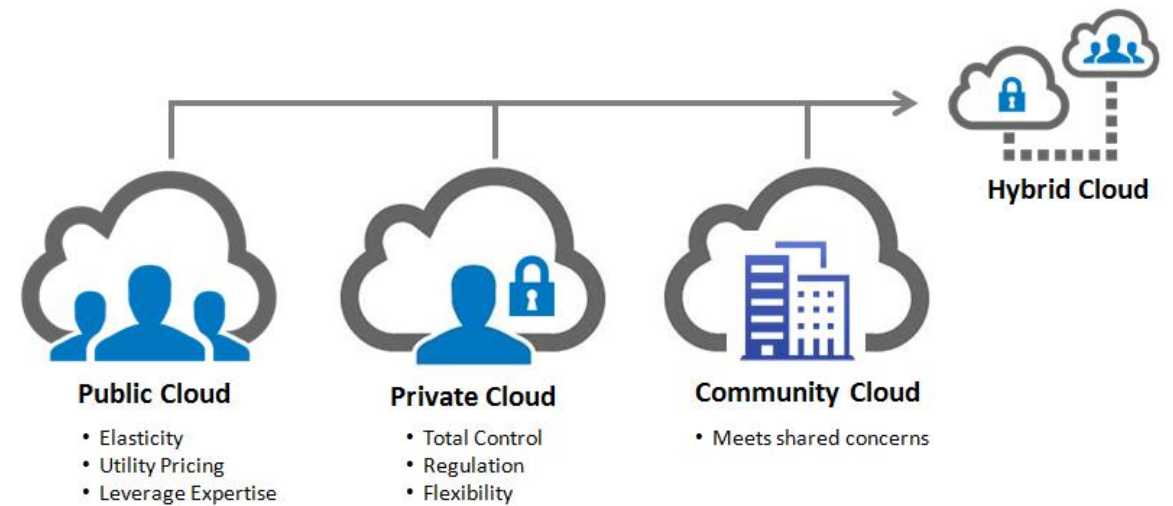 Hybrid Cloud
Public Cloud
• Elasticity
• Utility Pricing
• Leverage Expertise
Private Cloud
• Total Control
• Regulation
• Flexibility
Community Cloud
• Meets shared concerns